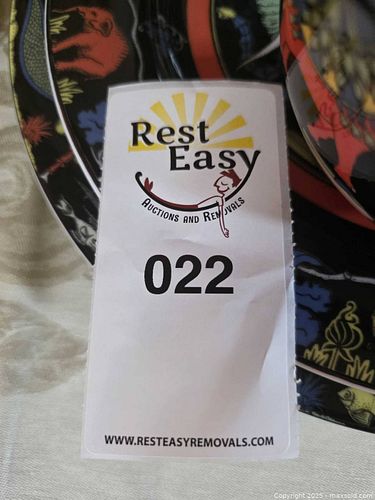 Rest
Easy
AUCTIONS AND REMOVALS
022
WWW.RESTEASYREMOVALS.COM
Copyright 2025 - maxsold.com